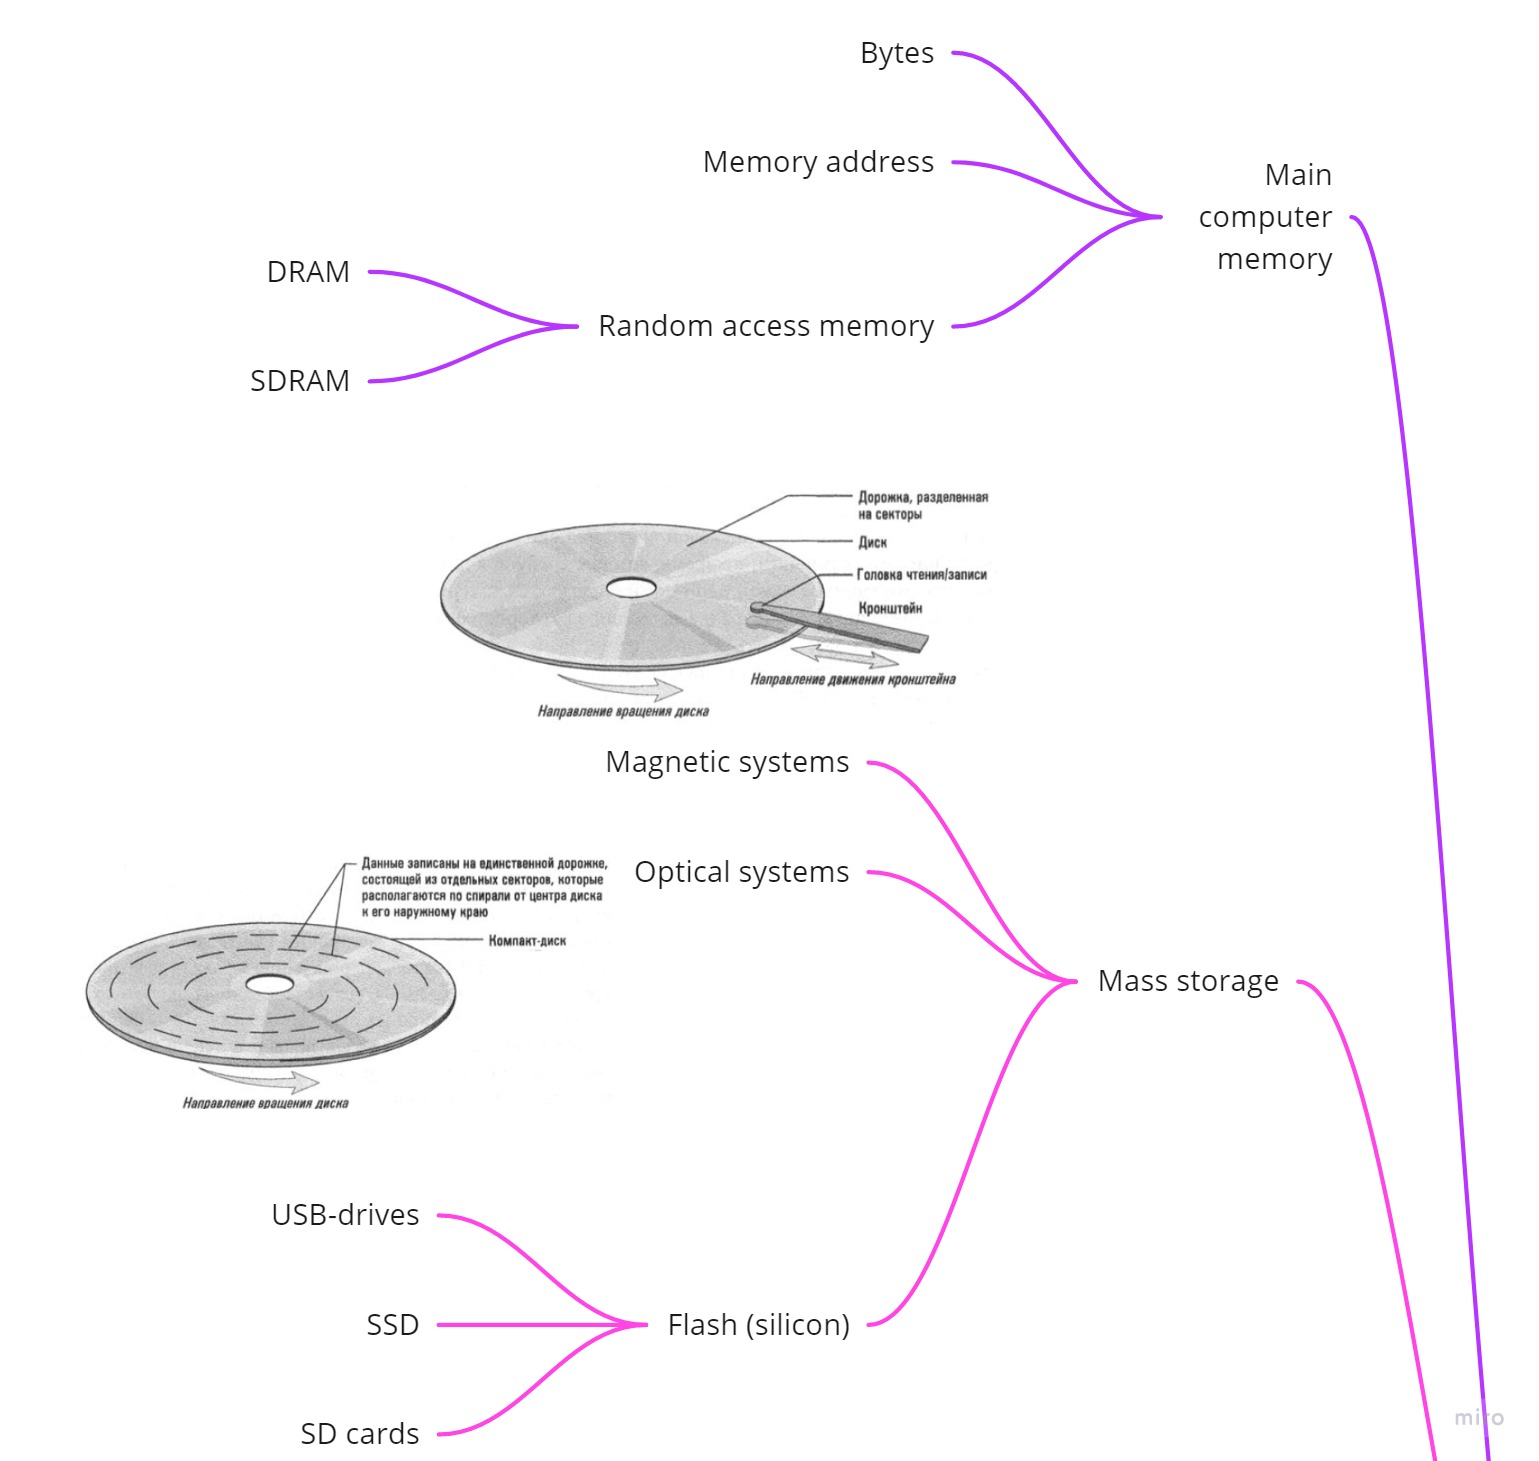 Bytes
Memory address
Main
computer
memory
DRAM
Random access memory
SDRAM
Дорожка, разделенная
на секторы
Диск
Головка чтения/записи
Кронштейн
Направление движения кронштейна
Направление вращения диска
Magnetic systems
Optical systems
Данные записаны на единственной дорожке,
состоящей из отдельных секторов, которые
располагаются по спирали от центра диска
к его наружному краю
Компакт-диск
Mass storage
Направление вращения диска
USB-drives
SSD
Flash (silicon)
SD cards
miro